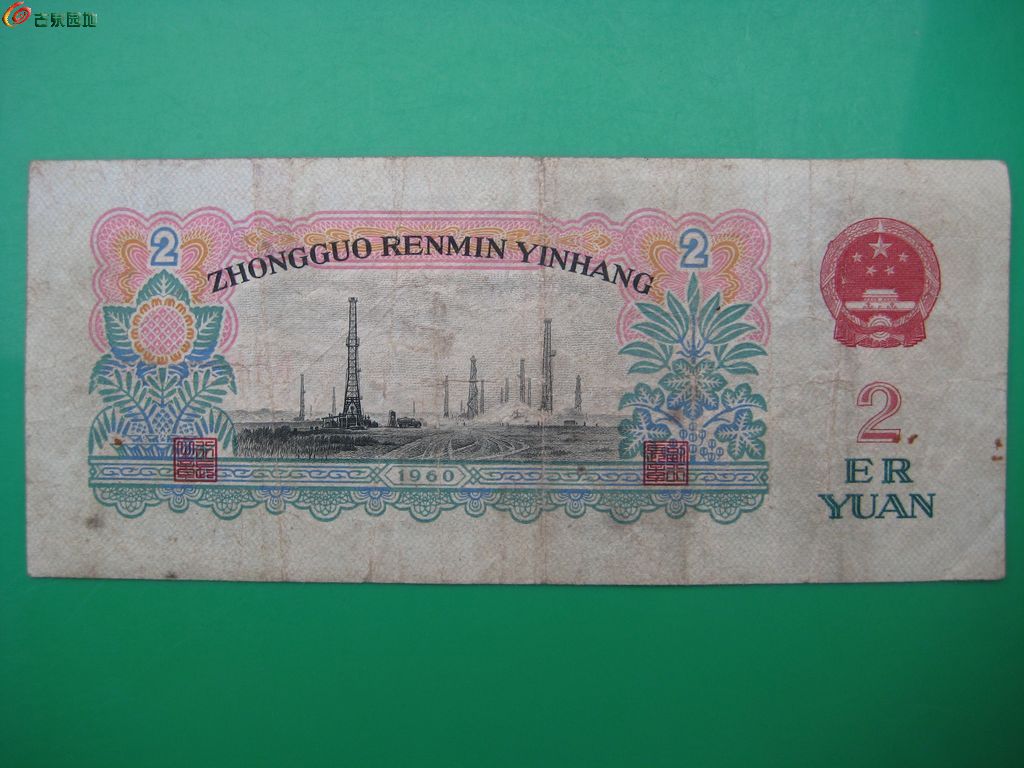 2
2
ZHONGGUO RENMIN YINHANG
2
ER
YUAN
1960